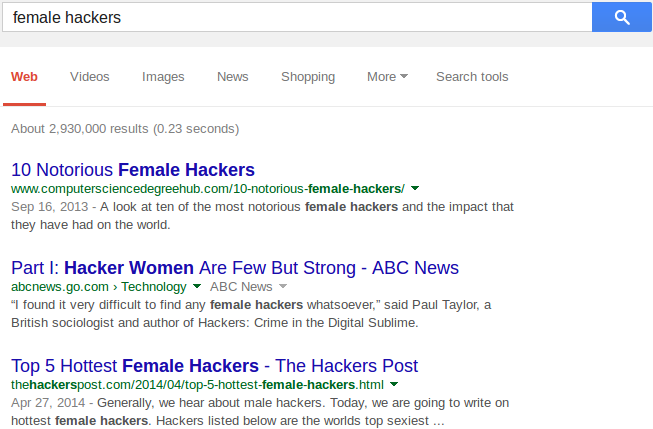 female hackers
Web Videos Images News Shopping More Search tools
About 2,930,000 results (0.23 seconds)
10 Notorious Female Hackers
www.computersciencedegreehub.com/10-notorious-female-hackers/
Sep 16, 2013 - A look at ten of the most notorious female hackers and the impact that
they have had on the world.
Part I: Hacker Women Are Few But Strong - ABC News
abcnews.go.com › Technology ABC News
“I found it very difficult to find any female hackers whatsoever,” said Paul Taylor, a
British sociologist and author of Hackers: Crime in the Digital Sublime.
Top 5 Hottest Female Hackers - The Hackers Post
thehackerspost.com/2014/04/top-5-hottest-female-hackers.html
Apr 27, 2014 - Generally, we hear about male hackers. Today, we are going to write on
hottest female hackers. Hackers listed below are the worlds top sexiest ...